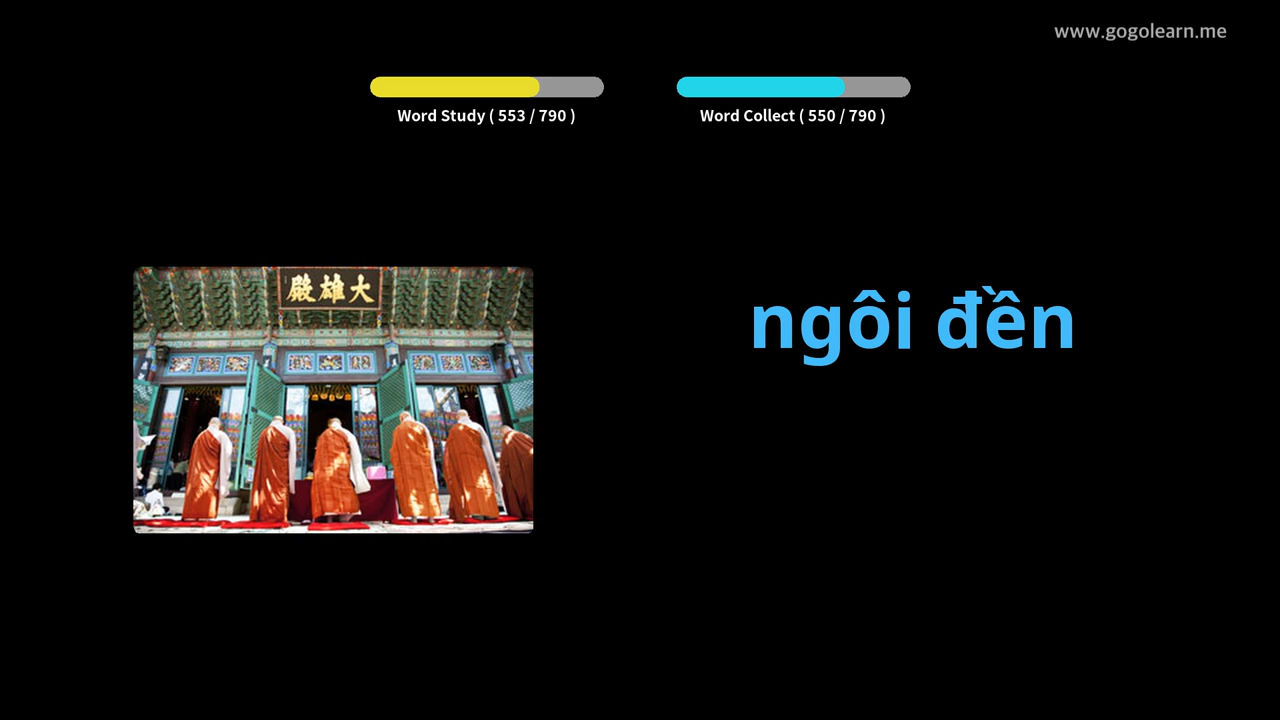 www.gogolearn.me
Word Study ( 553 / 790 )
Word Collect ( 550 / 790 )
殿雄大
ngôi đền